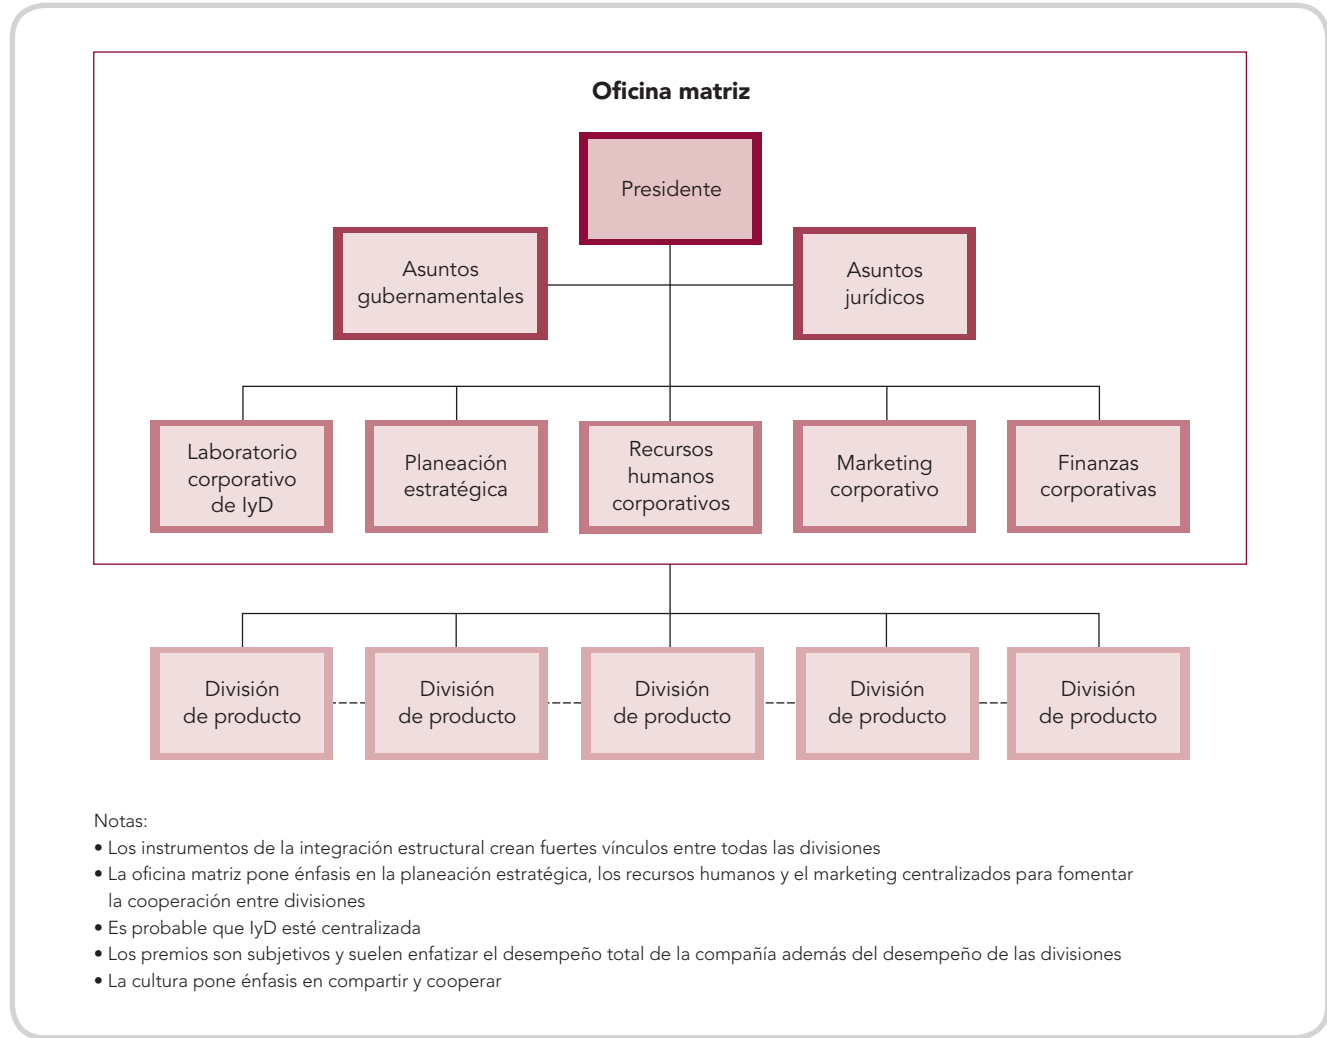 Oficina matriz
Presidente
Asuntos
gubernamentales
Asuntos
jurídicos
Laboratorio
corporativo
de IyD
Planeación
estratégica
Recursos
humanos
corporativos
Marketing
corporativo
Finanzas
corporativas
División
de producto
División
de producto
División
de producto
División
de producto
División
de producto
Notas:
• Los instrumentos de la integración estructural crean fuertes vínculos entre todas las divisiones
• La oficina matriz pone énfasis en la planeación estratégica, los recursos humanos y el marketing centralizados para fomentar
la cooperación entre divisiones
• Es probable que IyD esté centralizada
• Los premios son subjetivos y suelen enfatizar el desempeño total de la compañía además del desempeño de las divisiones
• La cultura pone énfasis en compartir y cooperar